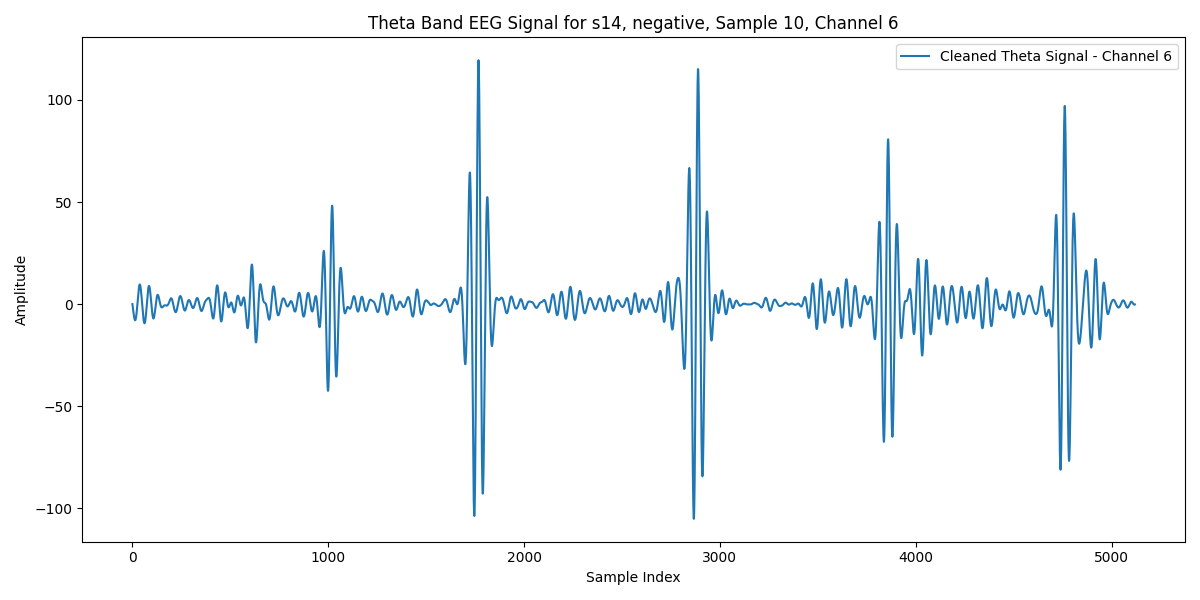 Theta Band EEG Signal for s14, negative, Sample 10, Channel 6
Cleaned Theta Signal - Channel 6
Amplitude
100
50
0
−50
−100
0 1000 2000 3000 4000 5000
Sample Index